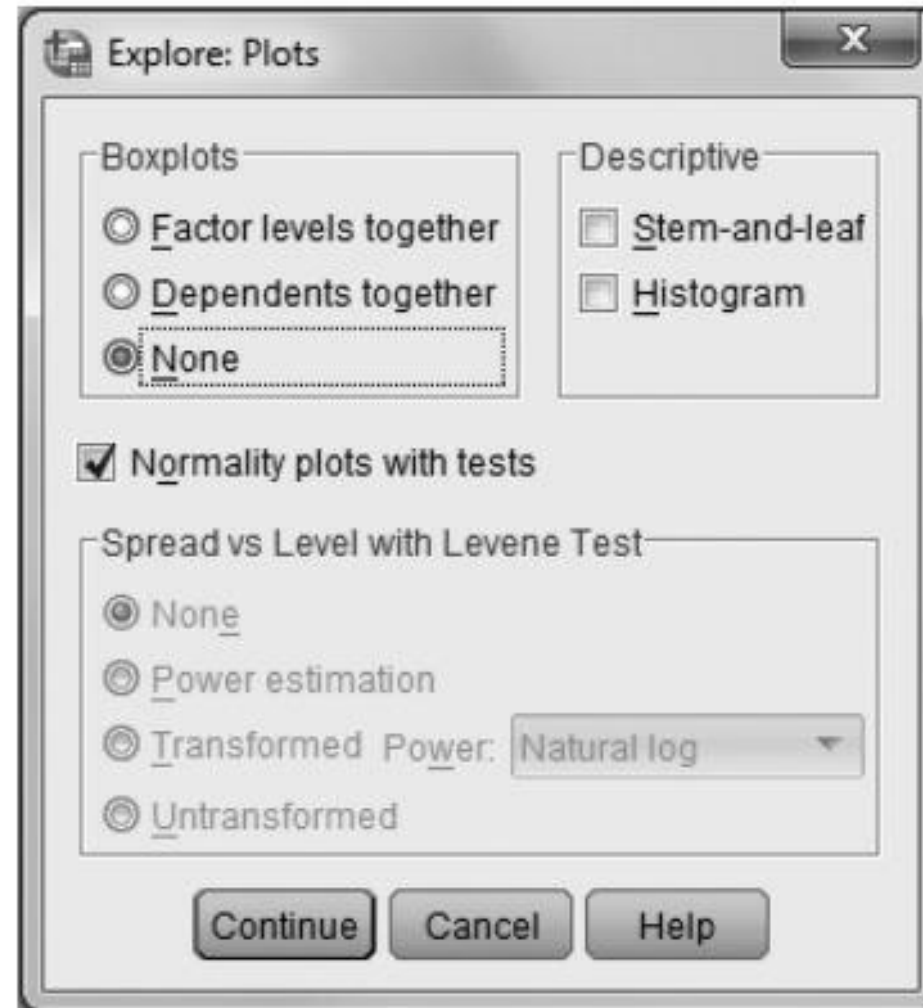 Explore: Plots
Boxplots
Factor levels together
Dependents together
None
Descriptive
Stem-and-leaf
Histogram
Normality plots with tests
Spread vs Level with Levene Test
None
Power estimation
Transformed Power: Natural log
Untransformed
Continue Cancel Help